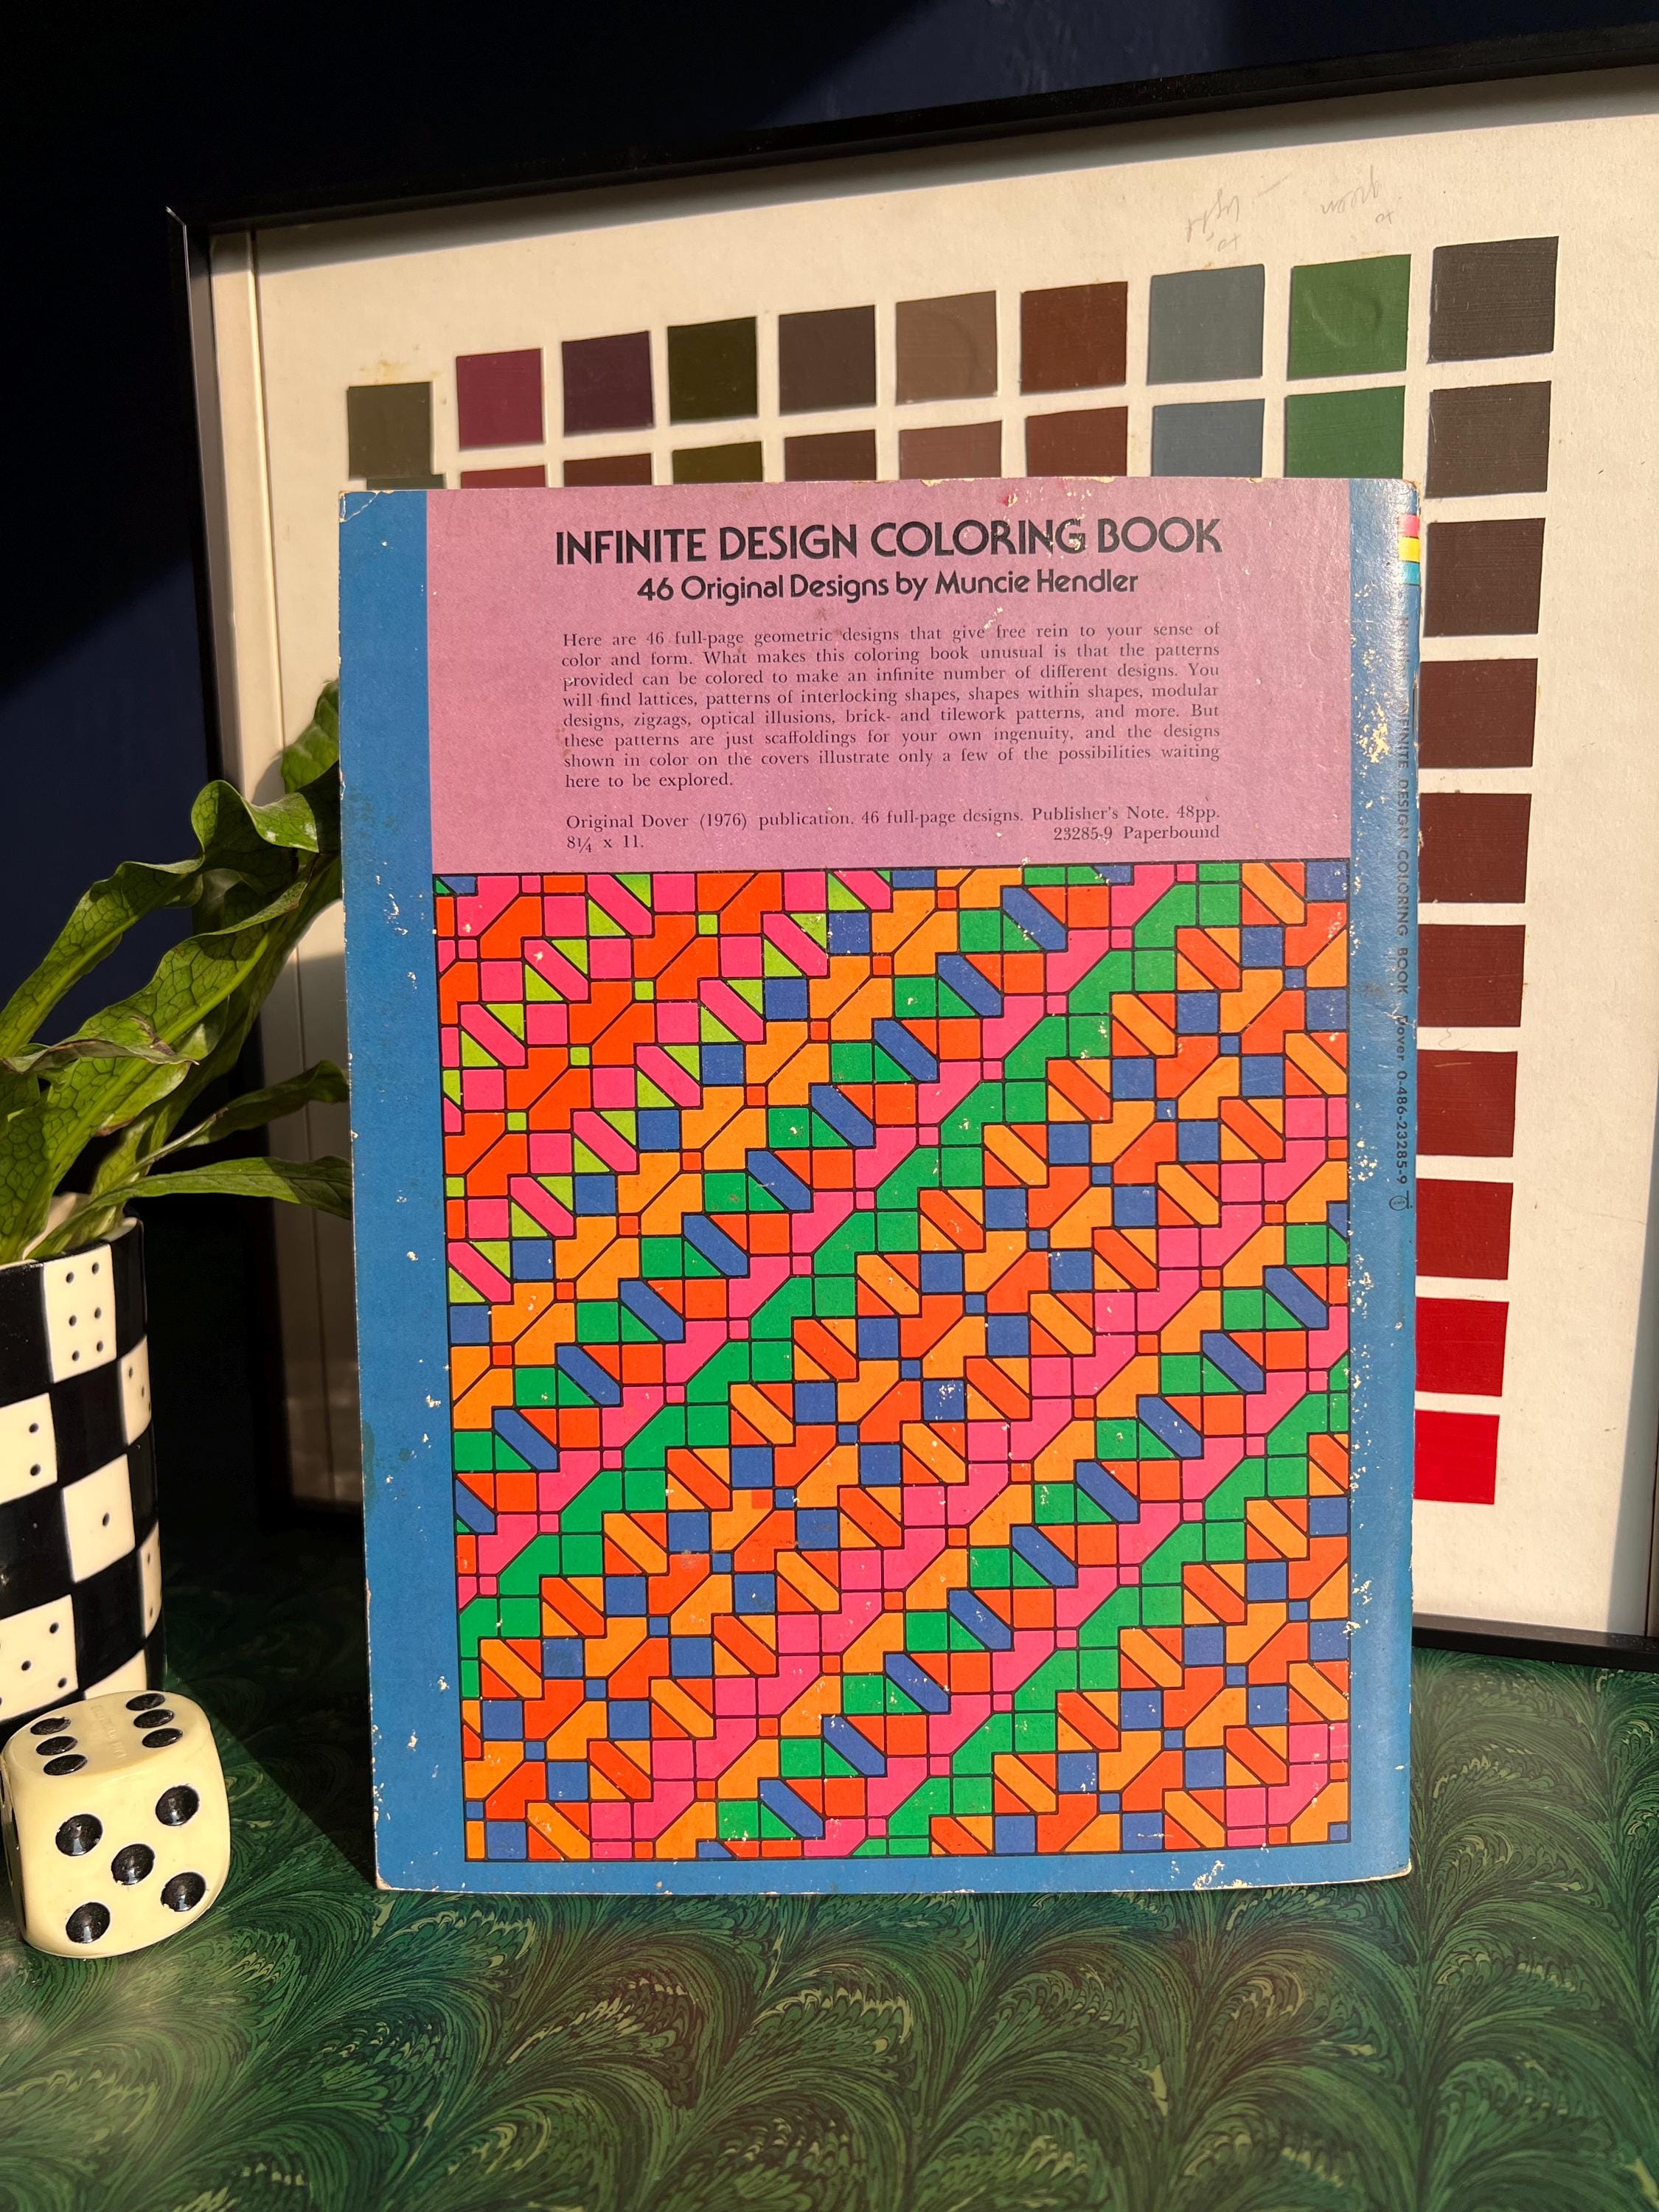 INFINITE DESIGN COLORING BOOK
46 Original Designs by Muncie Hendler
Here are 46 full-page geometric designs that give free rein to your sense of
color and form. What makes this coloring book unusual is that the patterns
provided can be colored to make an infinite number of different designs. You
will find lattices, patterns of interlocking shapes, shapes within shapes, modular
designs, zigzags, optical illusions, brick- and tilework patterns, and more. But
these patterns are just scaffoldings for your own ingenuity, and the designs
shown in color on the covers illustrate only a few of the possibilities waiting
here to be explored.
Original Dover (1976) publication. 46 full-page designs. Publisher's Note. 48pp.
8¼ x 11. 23285-9 Paperbound
INFINITE DESIGN COLORING BOOK Dover 0-486-23285-9